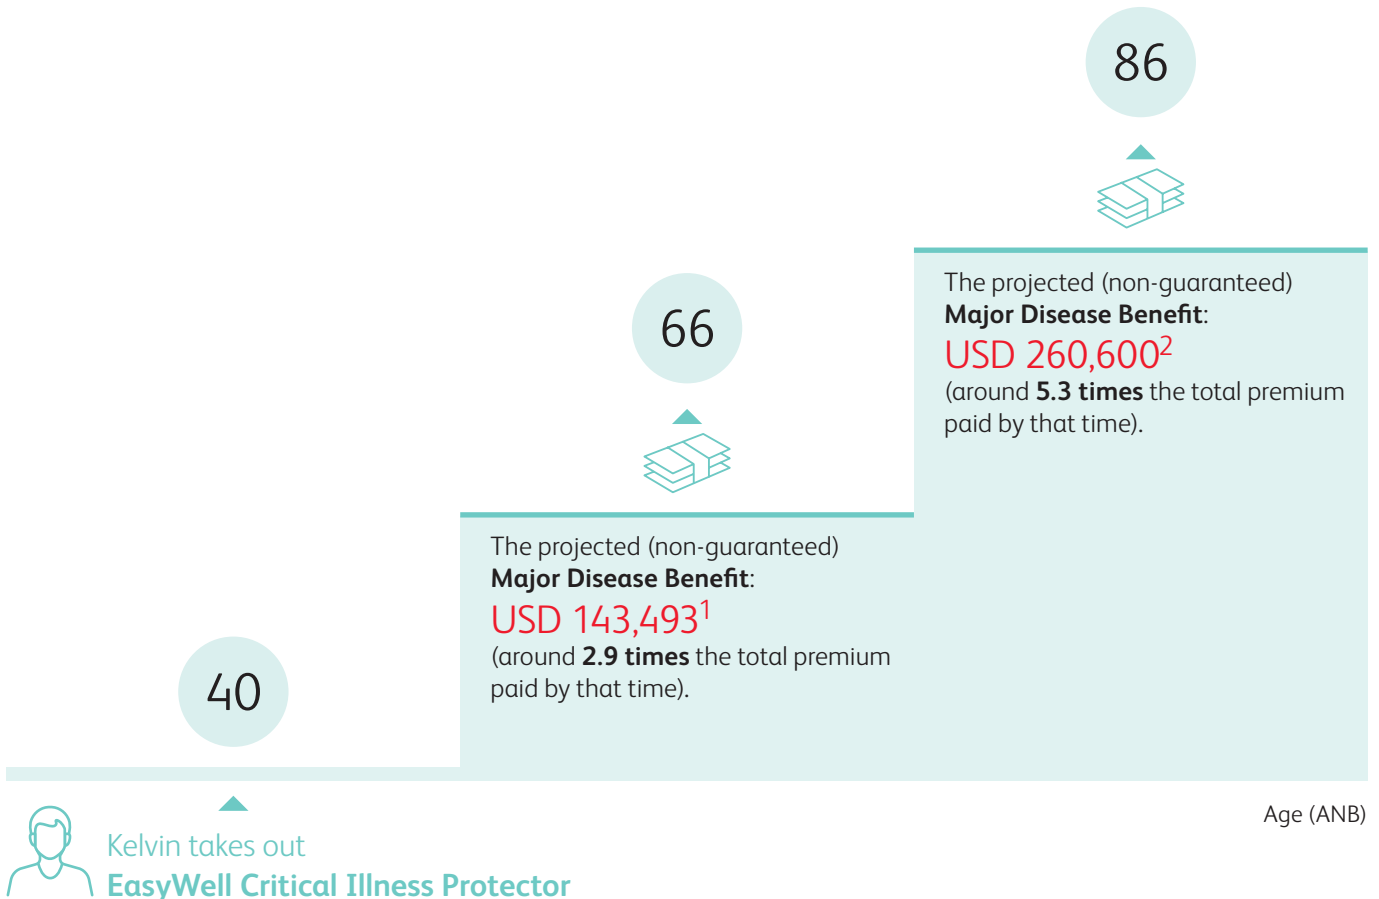 86
The projected (non-guaranteed)
Major Disease Benefit:
USD 260,600²
(around 5.3 times the total premium
paid by that time).
66
The projected (non-guaranteed)
Major Disease Benefit:
USD 143,493¹
(around 2.9 times the total premium
paid by that time).
40
Age (ANB)
Kelvin takes out
EasyWell Critical Illness Protector